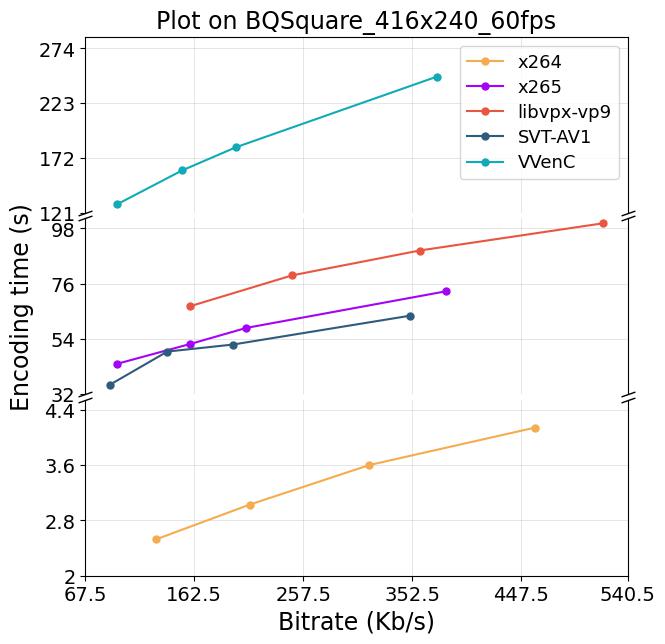 Plot on BQSquare_416x240_60fps
274
223
172
121
98
76
54
32
4.4
3.6
2.8
2
67.5 162.5 257.5 352.5 447.5 540.5
Encoding time (s)
Bitrate (Kb/s)
x264
x265
libvpx-vp9
SVT-AV1
VVenC